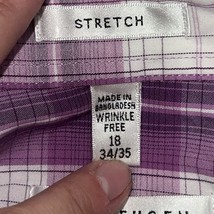 STRETCH
MADE IN
BANGLADESH
WRINKLE
FREE
18
34/35